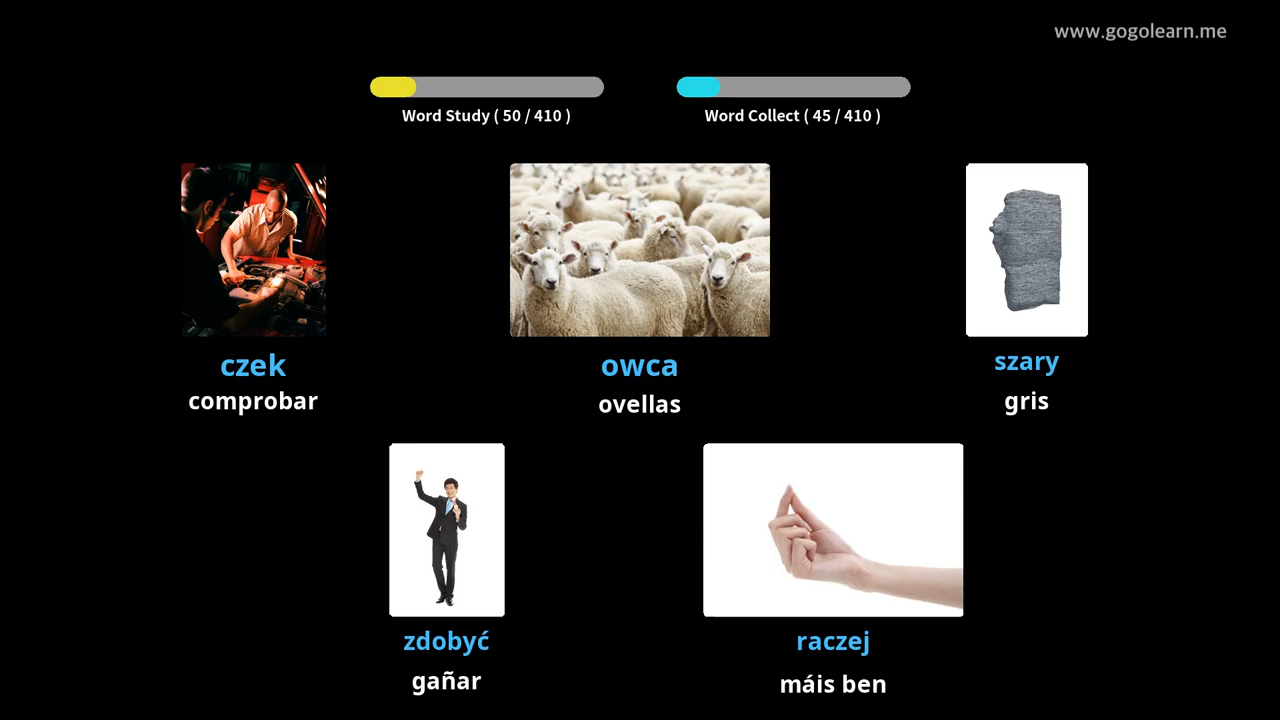 www.gogolearn.me
Word Study ( 50 / 410 )
Word Collect ( 45 / 410 )
czek
comprobar
owca
ovellas
szary
gris
zdobyć
gañar
raczej
máis ben